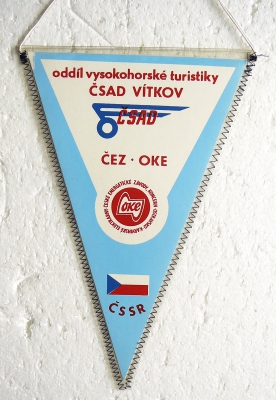 oddíl vysokohorské turistiky
ČSAD VÍTKOV
ČSAD
ČEZ · OKE
OKE
ČSSR